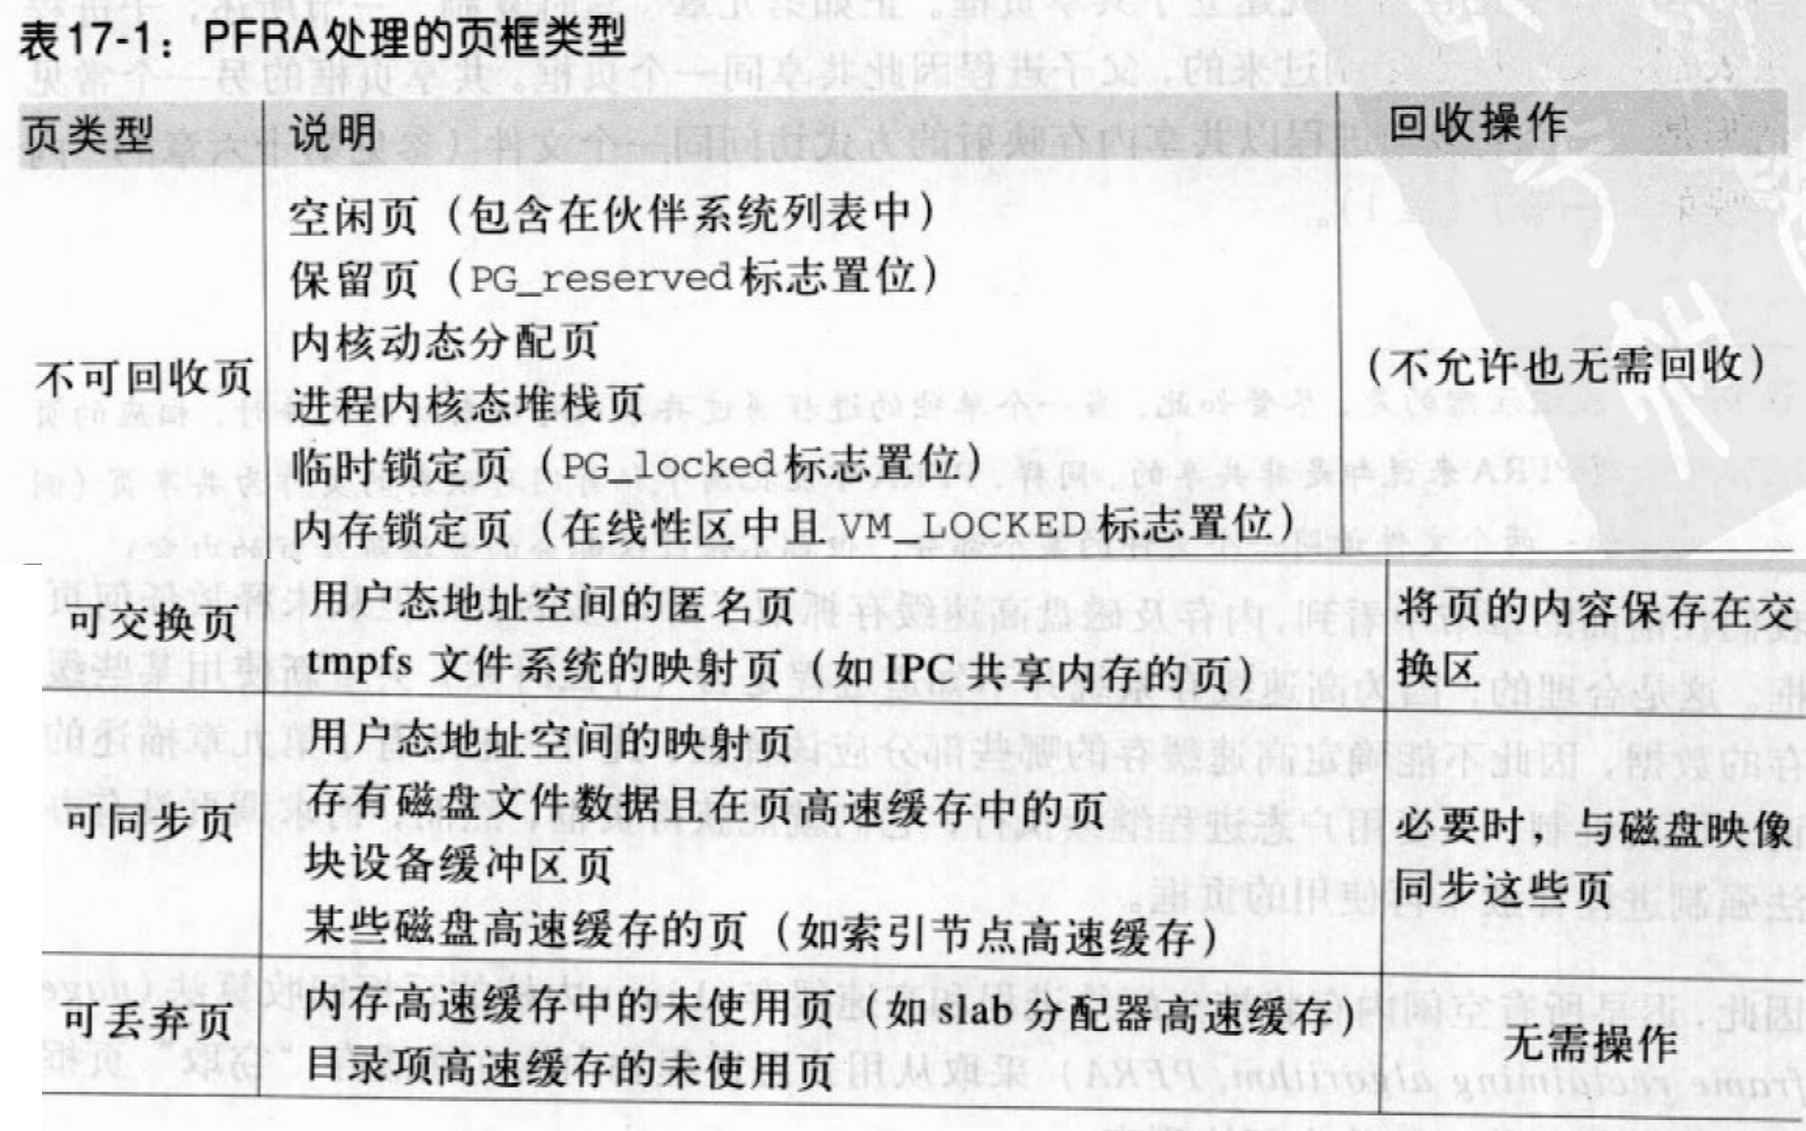 表17-1：PFRA处理的页框类型
页类型 说明 回收操作
不可回收页
空闲页（包含在伙伴系统列表中）
保留页（PG_reserved标志置位）
内核动态分配页
进程内核态堆栈页
临时锁定页（PG_locked标志置位）
内存锁定页（在线性区中且VM_LOCKED标志置位）
（不允许也无需回收）
可交换页
用户态地址空间的匿名页
tmpfs 文件系统的映射页（如IPC共享内存的页）
将页的内容保存在交
换区
可同步页
用户态地址空间的映射页
存有磁盘文件数据且在页高速缓存中的页
块设备缓冲区页
某些磁盘高速缓存的页（如索引节点高速缓存）
必要时，与磁盘映像
同步这些页
可丢弃页
内存高速缓存中的未使用页（如slab分配器高速缓存）
目录项高速缓存的未使用页
无需操作